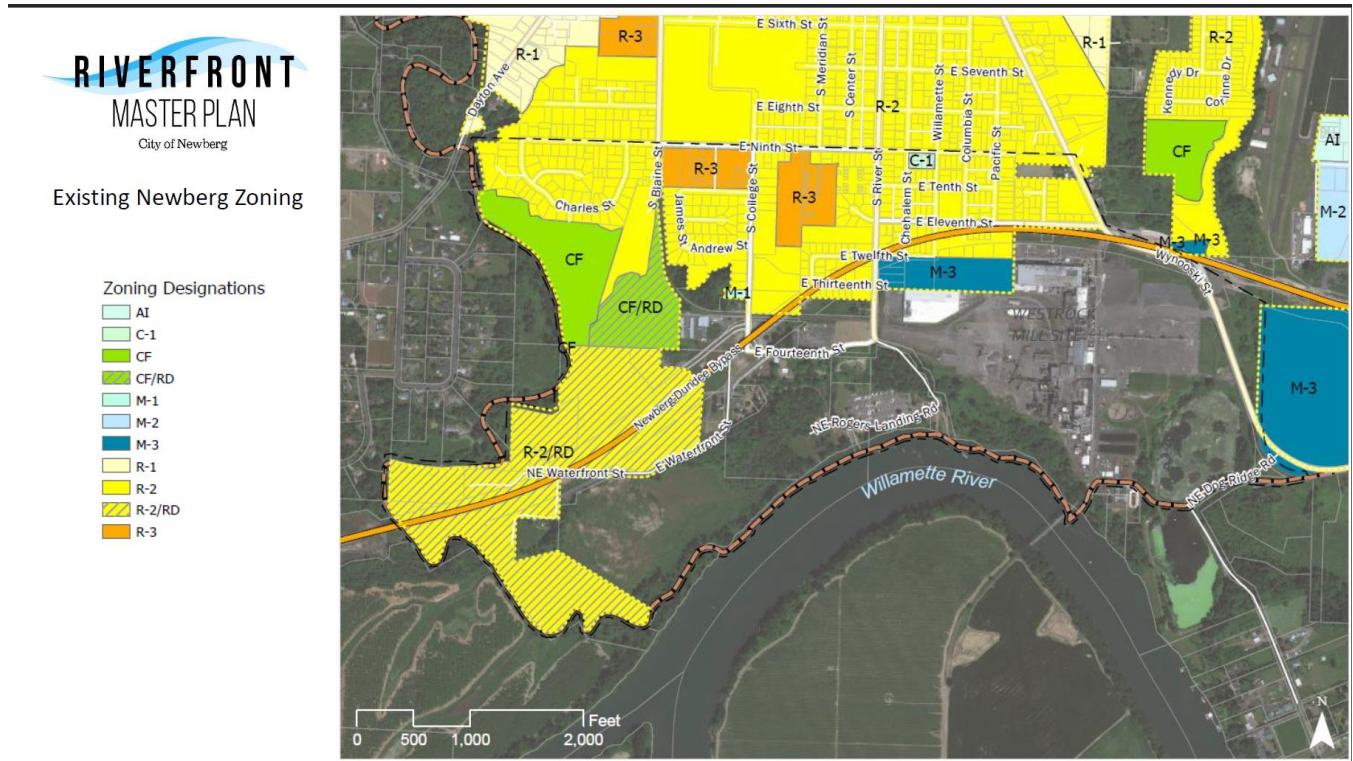 RIVERFRONT
MASTER PLAN
City of Newberg
Existing Newberg Zoning
Zoning Designations
AI
C-1
CF
CF/RD
M-1
M-2
M-3
R-1
R-2
R-2/RD
R-3
E Sixth St
R-3
R-1
R-1
R-2
Dayton Ave
S Meridian St
S Center St
E Seventh St
Kennedy Dr
Corinne Dr
Willamette St
Columbia St
E Eighth St
R-2
Pacific St
AI
E Ninth St
C-1
CF
S Blaine St
R-3
S College St
R-3
S River St
Chehalem St
E Tenth St
Charles St
James St
M-2
E Eleventh St
Andrew St
CF
E Twelfth St
M-3
M-3
Wynooski St
M-3
E Thirteenth St
M-1
CF/RD
WESTROCK
MILL SITE
CF
E Fourteenth St
Newberg-Dundee Bypass
M-3
NE Rogers Landing Rd
R-2/RD
NE Waterfront St
E Waterfront St
Willamette River
NE Dog Ridge Rd
N
Feet
0 500 1,000 2,000